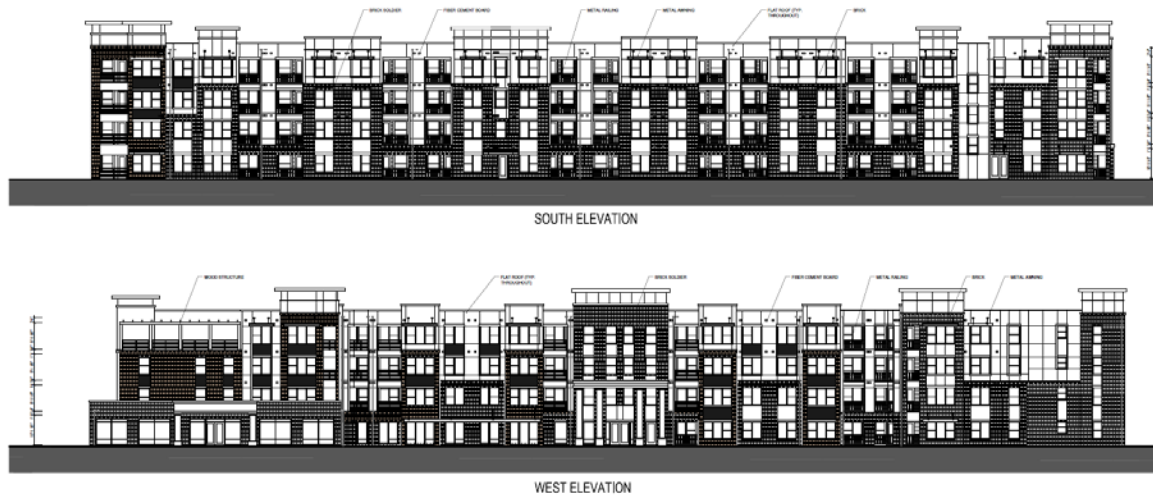 BRICK SOLDIER
FIBER CEMENT BOARD
METAL RAILING
METAL AWNING
FLAT ROOF (TYP.
THROUGHOUT)
BRICK
SOUTH ELEVATION
WOOD STRUCTURE
FLAT ROOF (TYP.
THROUGHOUT)
BRICK SOLDIER
FIBER CEMENT BOARD
METAL RAILING
BRICK
METAL AWNING
WEST ELEVATION